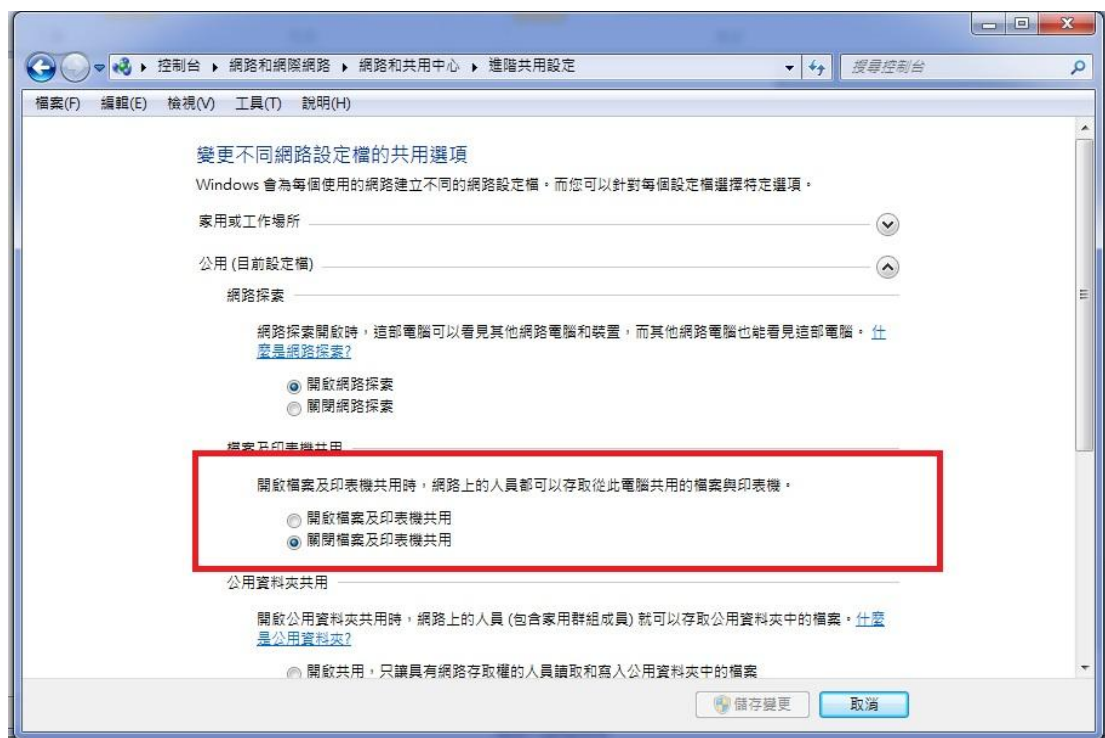 控制台 ▸ 網路和網際網路 ▸ 網路和共用中心 ▸ 進階共用設定
搜尋控制台
檔案(F) 編輯(E) 檢視(V) 工具(T) 說明(H)
變更不同網路設定檔的共用選項
Windows 會為每個使用的網路建立不同的網路設定檔。而您可以針對每個設定檔選擇特定選項。
家用或工作場所
公用 (目前設定檔)
網路探索
網路探索開啟時，這部電腦可以看見其他網路電腦和裝置，而其他網路電腦也能看見這部電腦。什
麼是網路探索?
開啟網路探索
關閉網路探索
檔案及印表機共用
開啟檔案及印表機共用時，網路上的人員都可以存取從此電腦共用的檔案與印表機。
開啟檔案及印表機共用
關閉檔案及印表機共用
公用資料夾共用
開啟公用資料夾共用時，網路上的人員 (包含家用群組成員) 就可以存取公用資料夾中的檔案。什麼
是公用資料夾?
開啟共用，只讓具有網路存取權的人員讀取和寫入公用資料夾中的檔案
儲存變更 取消